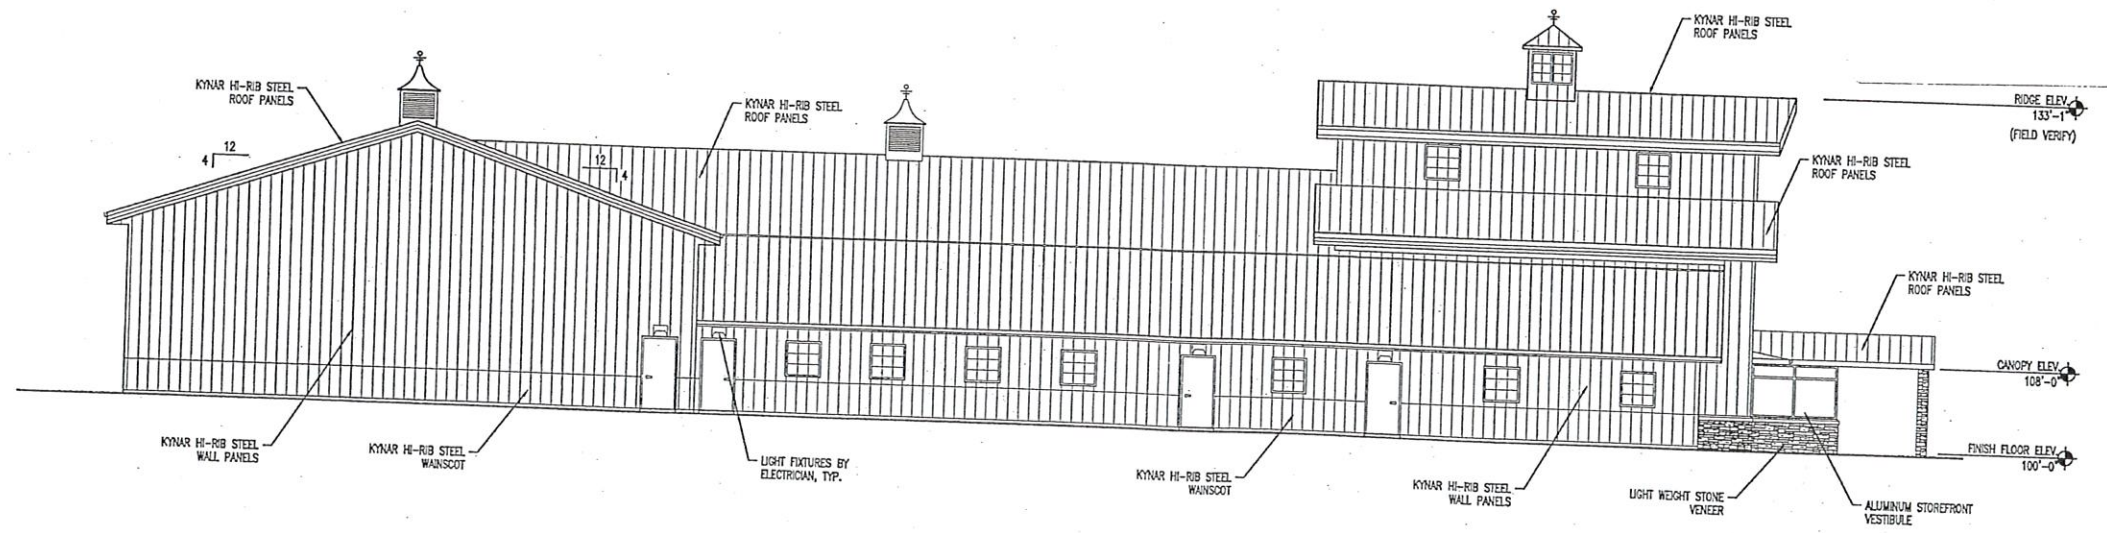 KYNAR HI-RIB STEEL
ROOF PANELS
KYNAR HI-RIB STEEL
ROOF PANELS
KYNAR HI-RIB STEEL
ROOF PANELS
RIDGE ELEV.
133'-1"
(FIELD VERIFY)
12
4
12
4
KYNAR HI-RIB STEEL
ROOF PANELS
KYNAR HI-RIB STEEL
ROOF PANELS
CANOPY ELEV.
108'-0"
FINISH FLOOR ELEV.
100'-0"
KYNAR HI-RIB STEEL
WALL PANELS
KYNAR HI-RIB STEEL
WAINSCOT
LIGHT FIXTURES BY
ELECTRICIAN, TYP.
KYNAR HI-RIB STEEL
WAINSCOT
KYNAR HI-RIB STEEL
WALL PANELS
LIGHT WEIGHT STONE
VENEER
ALUMINUM STOREFRONT
VESTIBULE